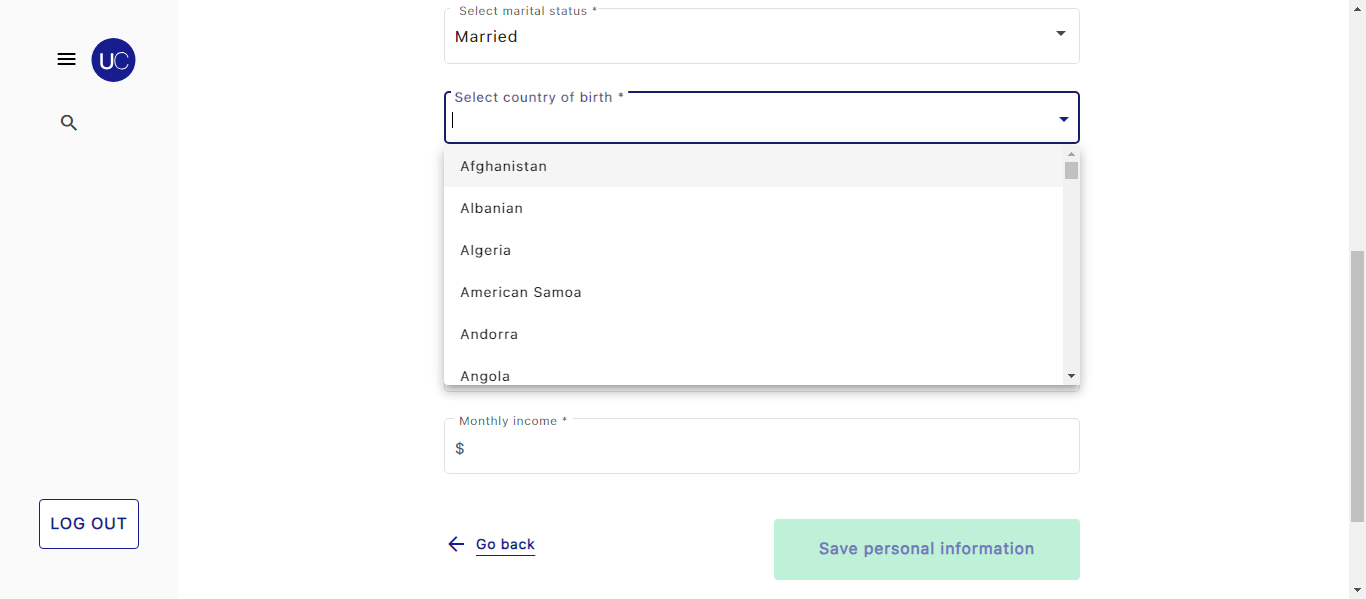 Select marital status *
Married
UC
Select country of birth *
Afghanistan
Albanian
Algeria
American Samoa
Andorra
Angola
Monthly income *
$
LOG OUT
Go back
Save personal information